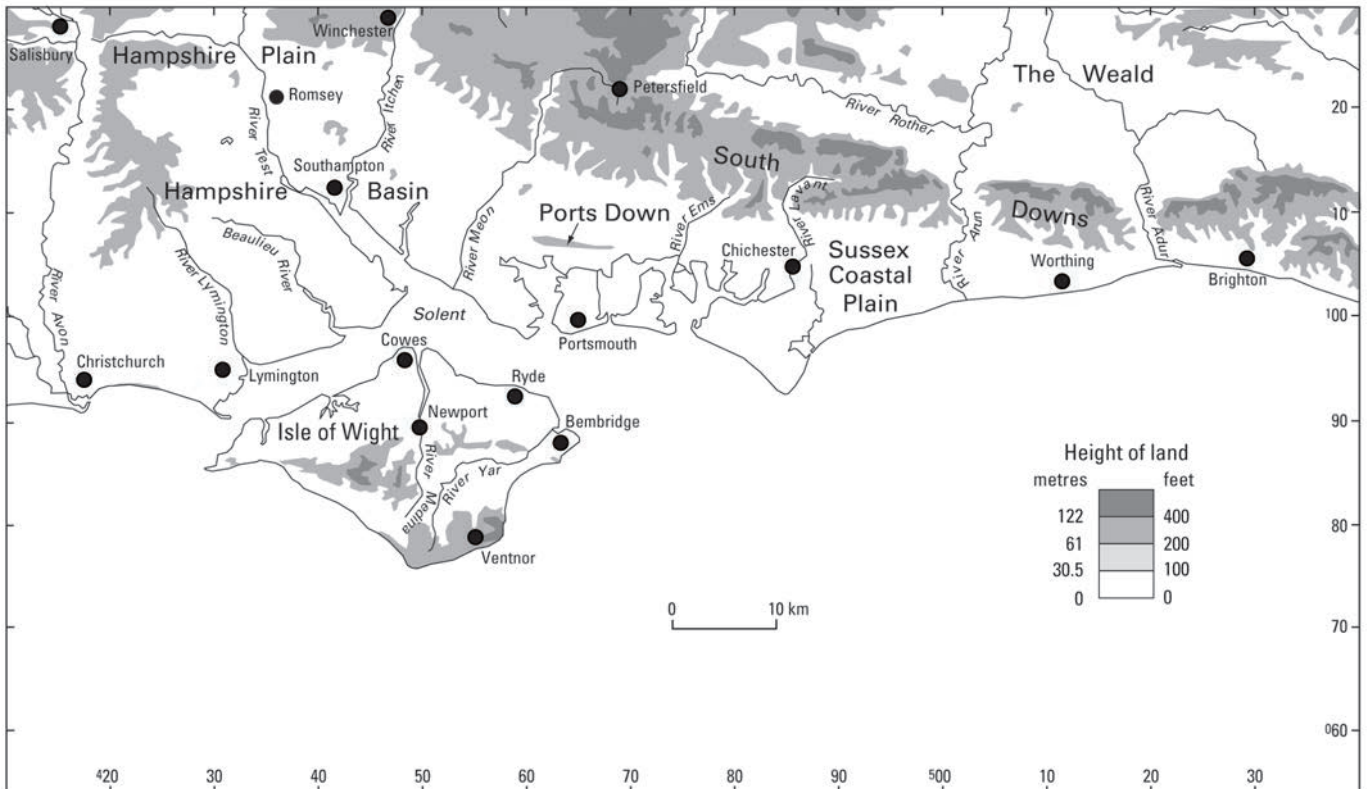 Salisbury
Hampshire Plain
Winchester
Romsey
River Test
River Itchen
Southampton
Hampshire Basin
River Meon
Petersfield
River Rother
The Weald
20
South
Downs
River Lavant
River Ems
Ports Down
Chichester
Sussex
Coastal
Plain
River Arun
Worthing
River Adur
Brighton
10
River Avon
River Lymington
Beaulieu River
Solent
Portsmouth
100
Christchurch
Lymington
Cowes
Ryde
Newport
Bembridge
Isle of Wight
River Medina
River Yar
Ventnor
90
Height of land
metres feet
122 400
61 200
30.5 100
0 0
80
0 10 km
70
060
420 30 40 50 60 70 80 90 500 10 20 30